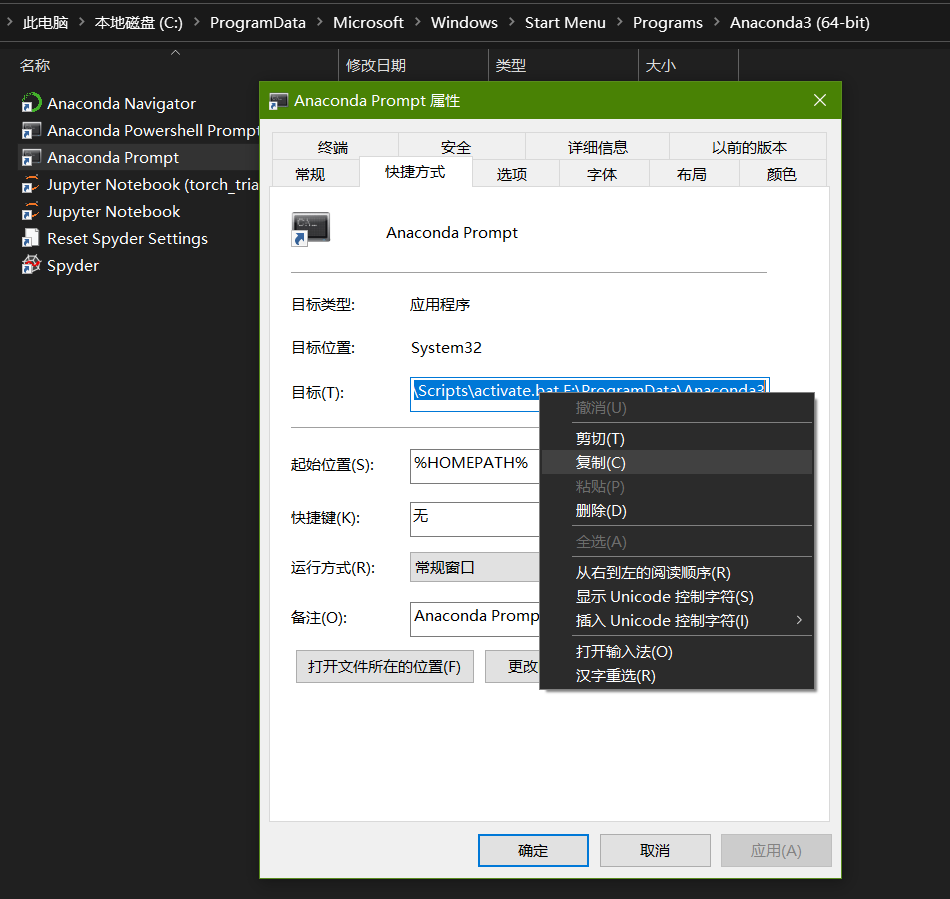 此电脑 > 本地磁盘 (C:) > ProgramData > Microsoft > Windows > Start Menu > Programs > Anaconda3 (64-bit)
名称 修改日期 类型 大小
Anaconda Navigator
Anaconda Powershell Prompt
Anaconda Prompt
Jupyter Notebook (torch_tria
Jupyter Notebook
Reset Spyder Settings
Spyder
Anaconda Prompt 属性
终端 安全 详细信息 以前的版本
常规 快捷方式 选项 字体 布局 颜色
C:\...
Anaconda Prompt
目标类型: 应用程序
目标位置: System32
目标(T): \Scripts\activate.bat F:\ProgramData\Anaconda3
起始位置(S): %HOMEPATH%
快捷键(K): 无
运行方式(R): 常规窗口
备注(O): Anaconda Promp
打开文件所在的位置(F) 更改
确定 取消 应用(A)
撤消(U)
剪切(T)
复制(C)
粘贴(P)
删除(D)
全选(A)
从右到左的阅读顺序(R)
显示 Unicode 控制字符(S)
插入 Unicode 控制字符(I)
打开输入法(O)
汉字重选(R)